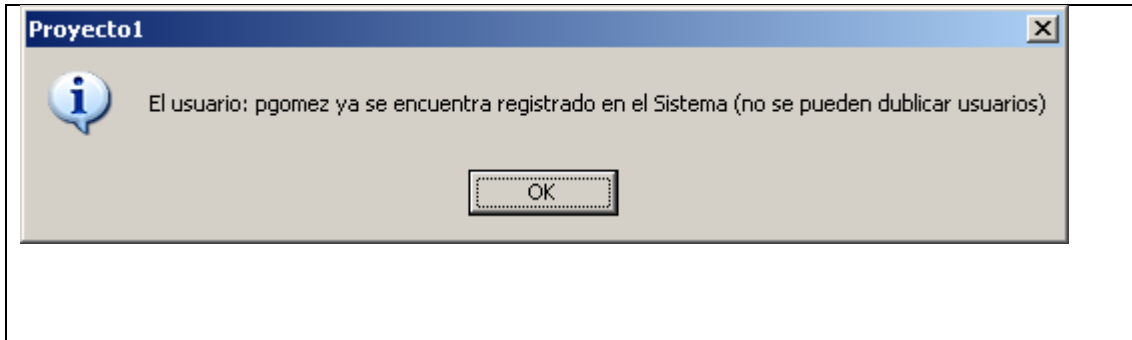 Proyecto1
El usuario: pgomez ya se encuentra registrado en el Sistema (no se pueden dublicar usuarios)
OK